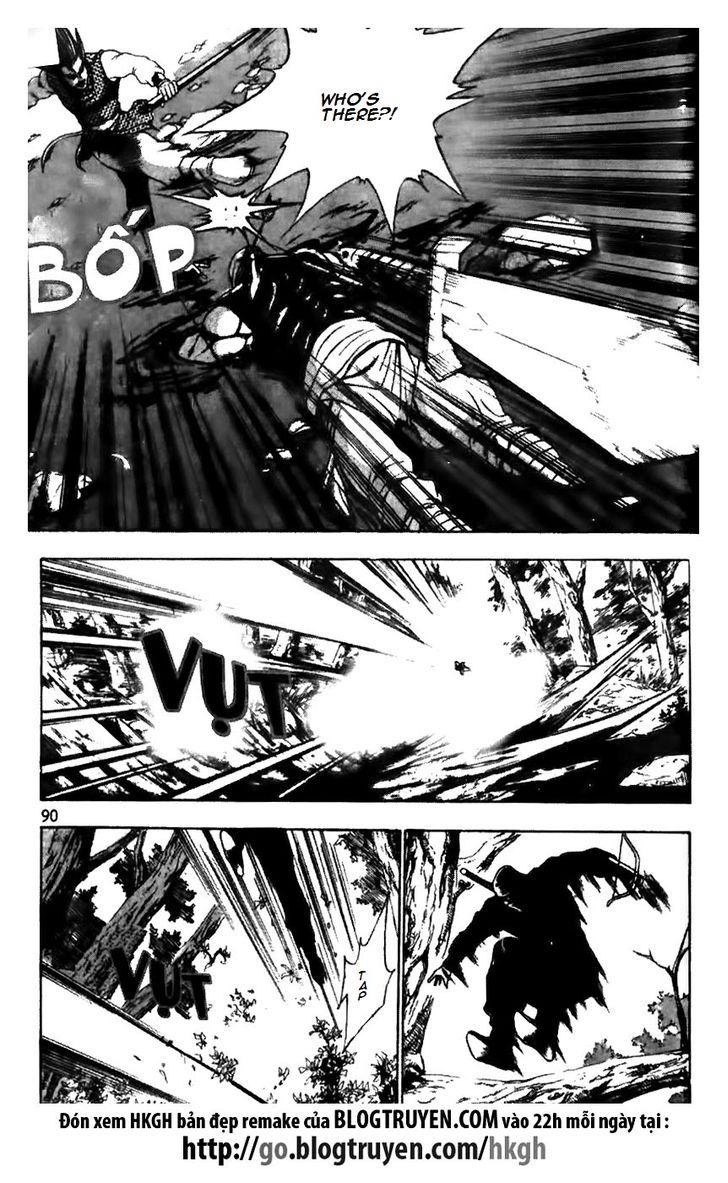 WHO'S
THERE?!
BỐP
VỤT
90
VỤT
TAP
Đón xem HKGH bản đẹp remake của BLOGTRUYEN.COM vào 22h mỗi ngày tại :
http://go.blogtruyen.com/hkgh